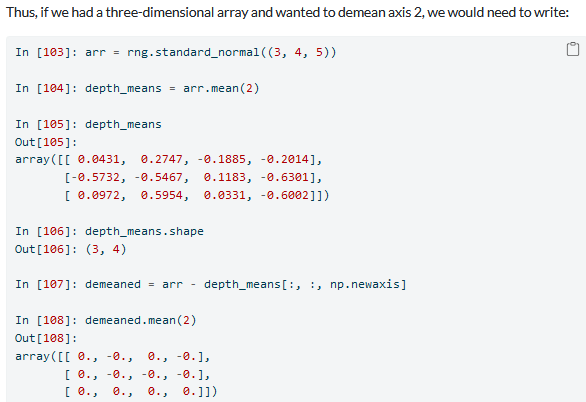 Thus, if we had a three-dimensional array and wanted to demean axis 2, we would need to write:
In [103]: arr = rng.standard_normal((3, 4, 5))
In [104]: depth_means = arr.mean(2)
In [105]: depth_means
Out[105]:
array([[ 0.0431,  0.2747, -0.1885, -0.2014],
       [-0.5732, -0.5467,  0.1183, -0.6301],
       [ 0.0972,  0.5954,  0.0331, -0.6002]])
In [106]: depth_means.shape
Out[106]: (3, 4)
In [107]: demeaned = arr - depth_means[:, :, np.newaxis]
In [108]: demeaned.mean(2)
Out[108]:
array([[ 0., -0.,  0., -0.],
       [ 0., -0., -0., -0.],
       [ 0.,  0.,  0.,  0.]])